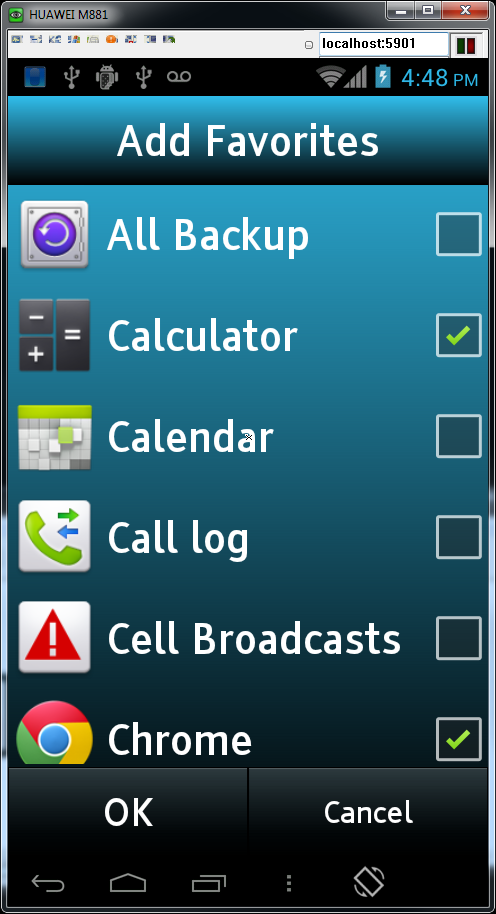 HUAWEI M881
localhost:5901
4:48 PM
Add Favorites
All Backup
Calculator
Calendar
Call log
Cell Broadcasts
Chrome
OK
Cancel